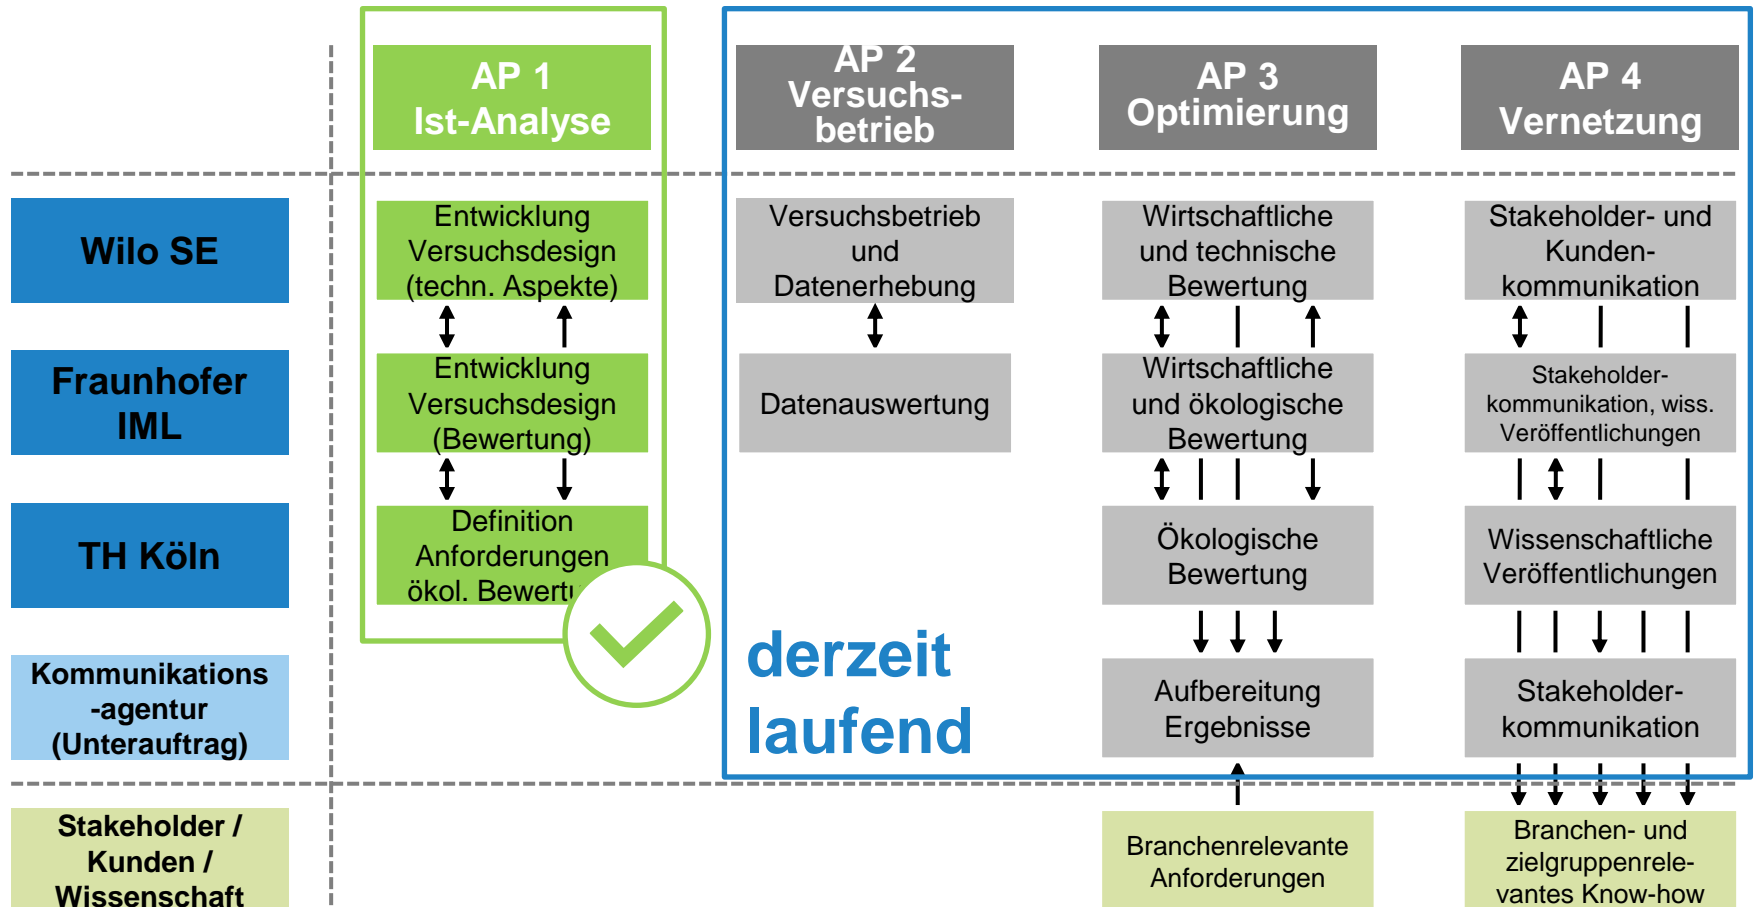 AP 1
Ist-Analyse
AP 2
Versuchs-
betrieb
AP 3
Optimierung
AP 4
Vernetzung
Wilo SE
Entwicklung
Versuchsdesign
(techn. Aspekte)
Versuchsbetrieb
und
Datenerhebung
Wirtschaftliche
und technische
Bewertung
Stakeholder- und
Kunden-
kommunikation
Fraunhofer
IML
Entwicklung
Versuchsdesign
(Bewertung)
Datenauswertung
Wirtschaftliche
und ökologische
Bewertung
Stakeholder-
kommunikation, wiss.
Veröffentlichungen
TH Köln
Definition
Anforderungen
ökol. Bewertu
Ökologische
Bewertung
Wissenschaftliche
Veröffentlichungen
derzeit
laufend
Kommunikations
-agentur
(Unterauftrag)
Aufbereitung
Ergebnisse
Stakeholder-
kommunikation
Stakeholder /
Kunden /
Wissenschaft
Branchenrelevante
Anforderungen
Branchen- und
zielgruppenrele-
vantes Know-how